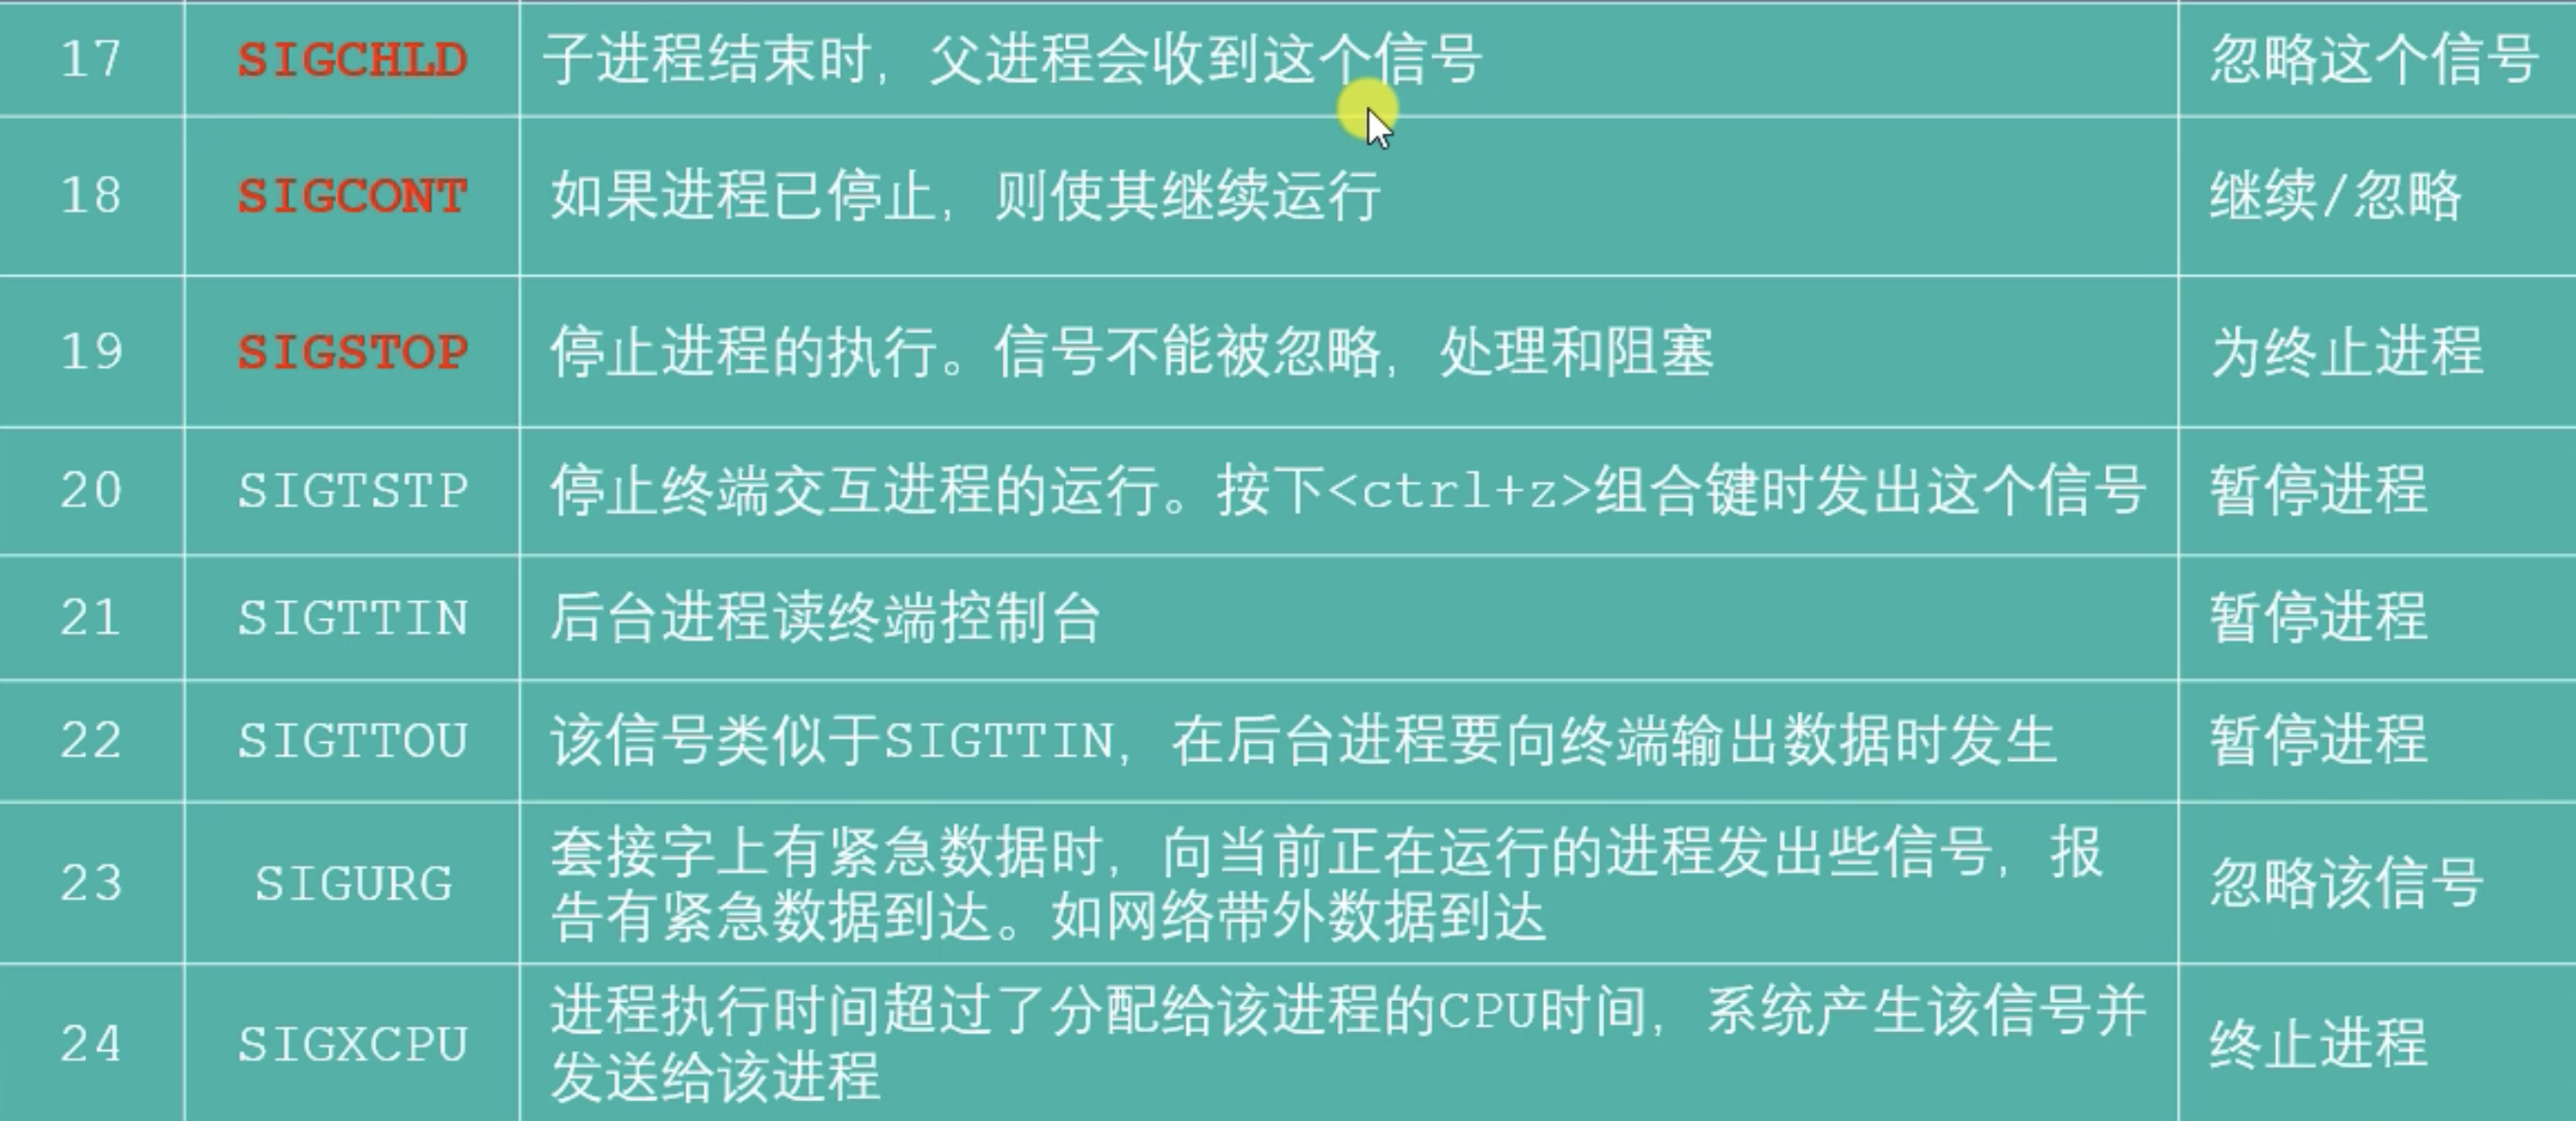 17 SIGCHLD 子进程结束时，父进程会收到这个信号 忽略这个信号
18 SIGCONT 如果进程已停止，则使其继续运行 继续/忽略
19 SIGSTOP 停止进程的执行。信号不能被忽略，处理和阻塞 为终止进程
20 SIGTSTP 停止终端交互进程的运行。按下<ctrl+z>组合键时发出这个信号 暂停进程
21 SIGTTIN 后台进程读终端控制台 暂停进程
22 SIGTTOU 该信号类似于SIGTTIN，在后台进程要向终端输出数据时发生 暂停进程
23 SIGURG 套接字上有紧急数据时，向当前正在运行的进程发出些信号，报
告有紧急数据到达。如网络带外数据到达 忽略该信号
24 SIGXCPU 进程执行时间超过了分配给该进程的CPU时间，系统产生该信号并
发送给该进程 终止进程